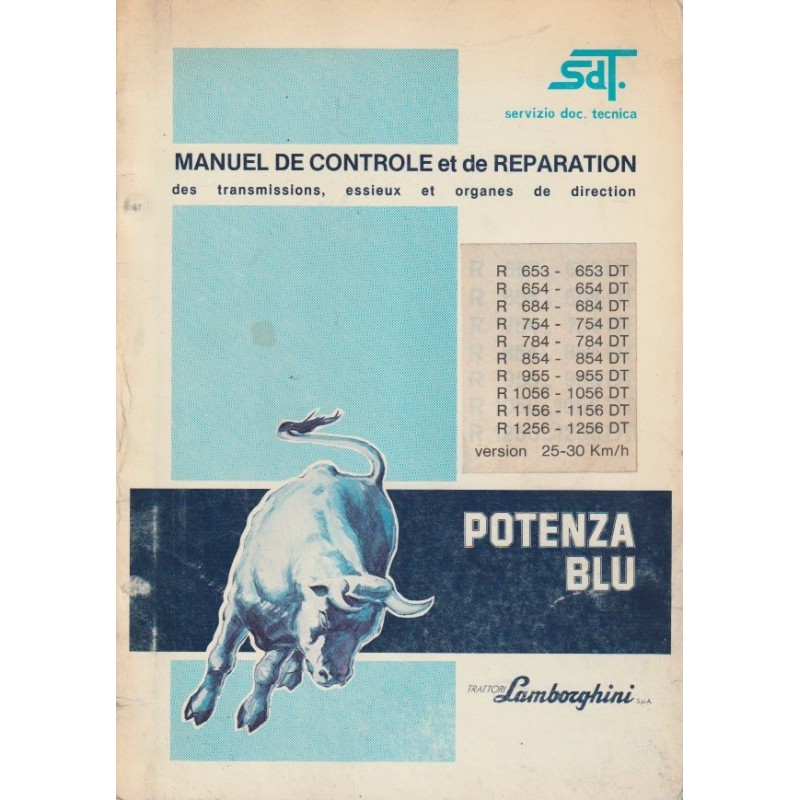 SdT.
servizio doc. tecnica
MANUEL DE CONTROLE et de REPARATION
des transmissions, essieux et organes de direction
R 653 - 653 DT
R 654 - 654 DT
R 684 - 684 DT
R 754 - 754 DT
R 784 - 784 DT
R 854 - 854 DT
R 955 - 955 DT
R 1056 - 1056 DT
R 1156 - 1156 DT
R 1256 - 1256 DT
version 25-30 Km/h
POTENZA
BLU
TRATTORI Lamborghini S.p.A.